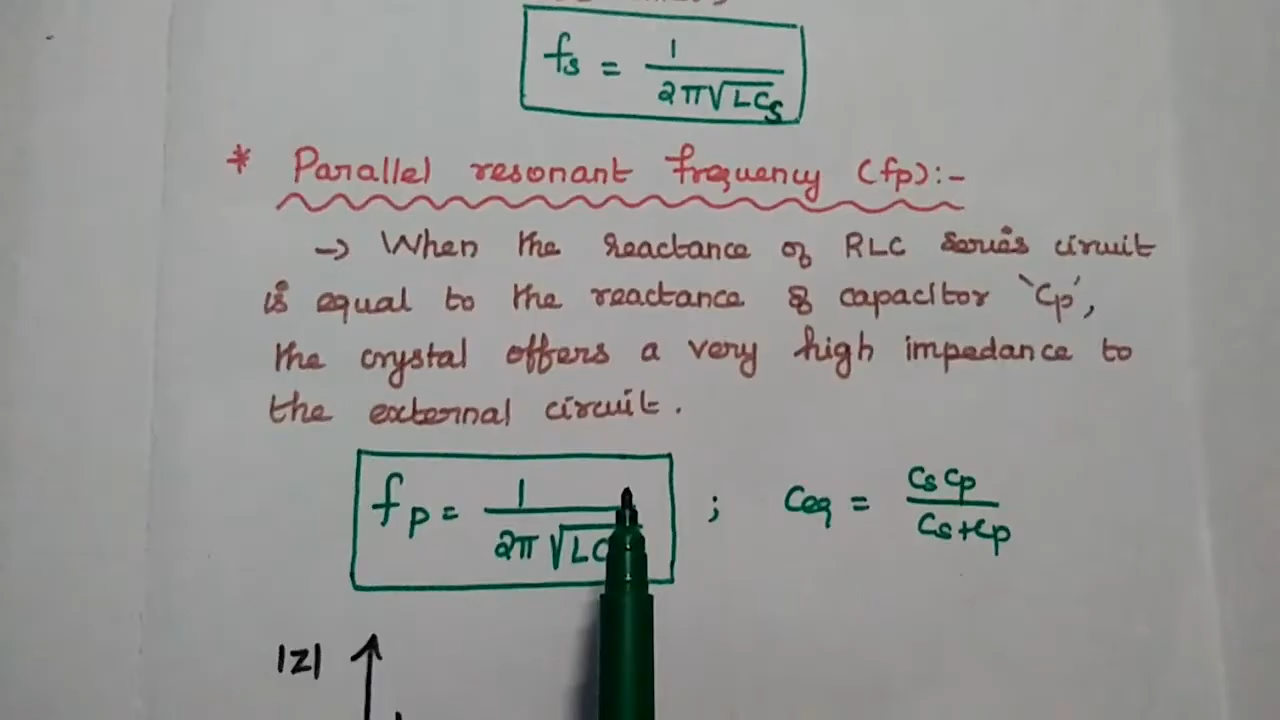 fs = 1 / 2π√LCs
* Parallel resonant frequency (fp):-
→ When the reactance of RLC series circuit
is equal to the reactance of capacitor 'Cp',
the crystal offers a very high impedance to
the external circuit.
fp = 1 / 2π√LC ; Ceq = CsCp / Cs+Cp
|Z|